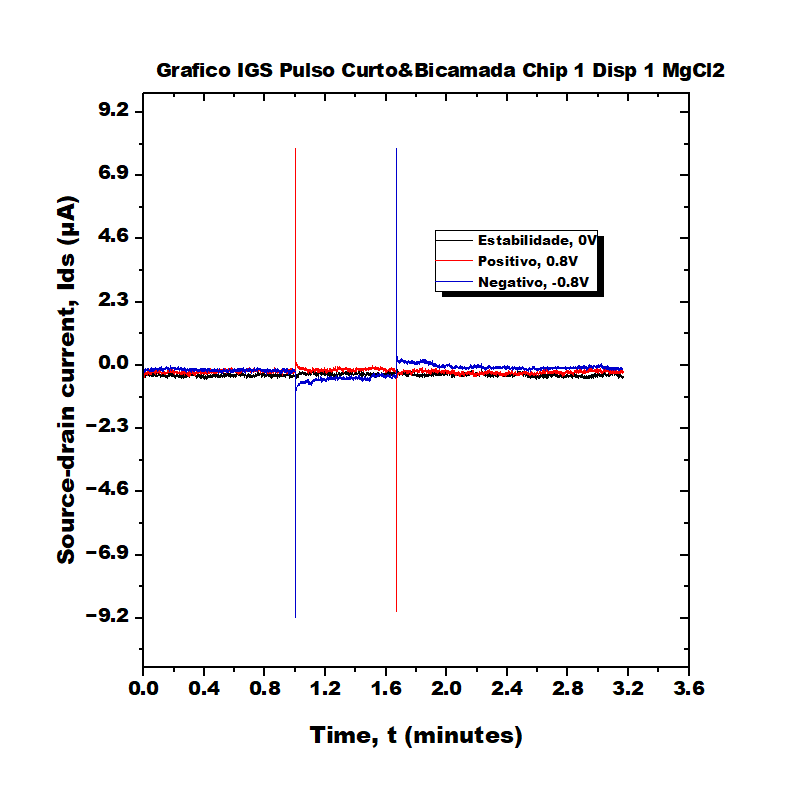 Grafico IGS Pulso Curto&Bicamada Chip 1 Disp 1 MgCl2
9.2
6.9
4.6
2.3
0.0
−2.3
−4.6
−6.9
−9.2
Source-drain current, Ids (µA)
Estabilidade, 0V
Positivo, 0.8V
Negativo, -0.8V
0.0 0.4 0.8 1.2 1.6 2.0 2.4 2.8 3.2 3.6
Time, t (minutes)